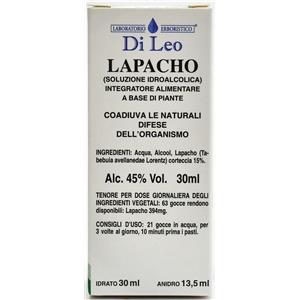 LABORATORIO ERBORISTICO
Di Leo
LAPACHO
(SOLUZIONE IDROALCOLICA)
INTEGRATORE ALIMENTARE
A BASE DI PIANTE
COADIUVA LE NATURALI
DIFESE
DELL'ORGANISMO
INGREDIENTI: Acqua, Alcool, Lapacho (Ta-
bebuia avellanedae Lorentz) corteccia 15%.
Alc. 45% Vol. 30ml
TENORE PER DOSE GIORNALIERA DEGLI
INGREDIENTI VEGETALI: 63 gocce rendono
disponibili: Lapacho 394mg.
CONSIGLI D'USO: 21 gocce in acqua, per
3 volte al giorno, 10 minuti prima i pasti.
IDRATO 30 ml ANIDRO 13,5 ml